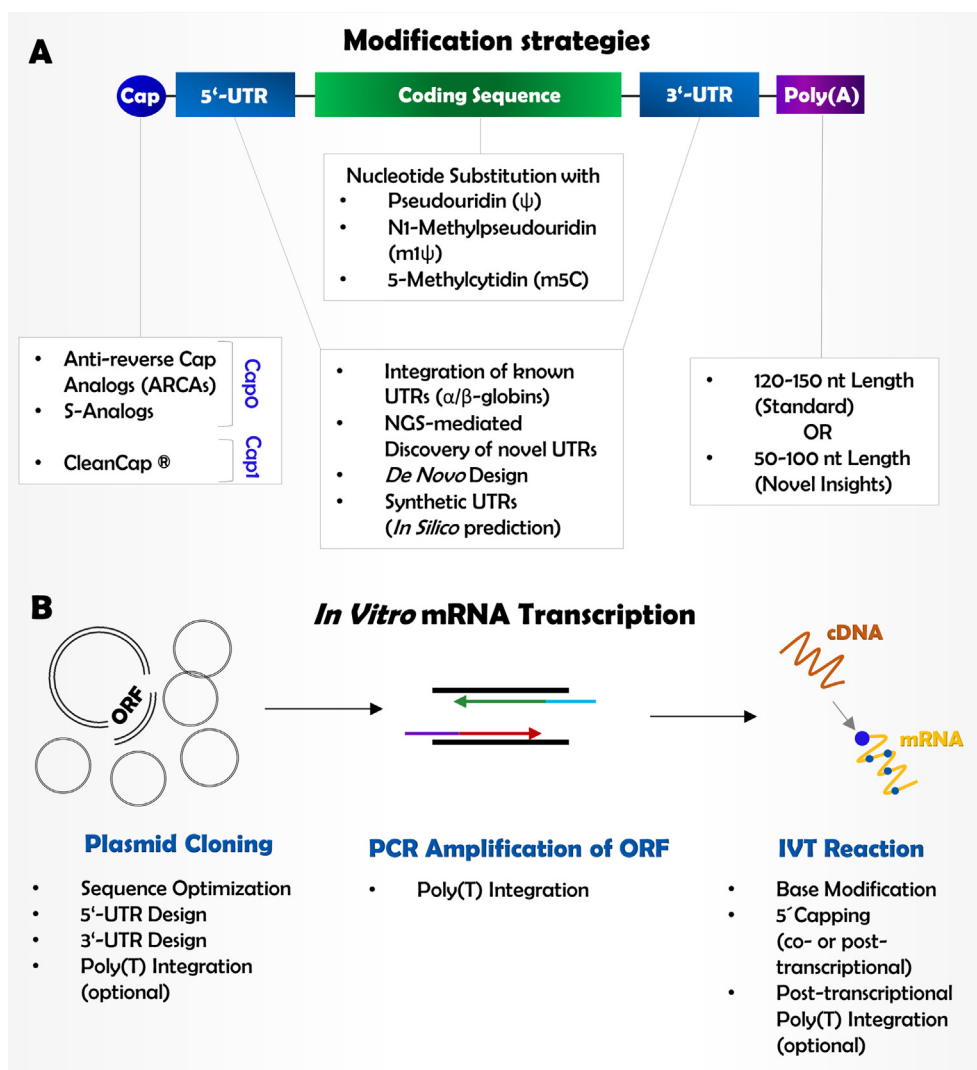 A
Modification strategies
Cap
5‘-UTR
Coding Sequence
3‘-UTR
Poly(A)
Nucleotide Substitution with
• Pseudouridin (ψ)
• N1-Methylpseudouridin
(m1ψ)
• 5-Methylcytidin (m5C)
• Anti-reverse Cap
Analogs (ARCAs)
• S-Analogs
Cap0
• CleanCap ®
Cap1
• Integration of known
UTRs (α/β-globins)
• NGS-mediated
Discovery of novel UTRs
• De Novo Design
• Synthetic UTRs
(In Silico prediction)
• 120-150 nt Length
(Standard)
OR
• 50-100 nt Length
(Novel Insights)
B
In Vitro mRNA Transcription
ORF
cDNA
mRNA
Plasmid Cloning
• Sequence Optimization
• 5‘-UTR Design
• 3‘-UTR Design
• Poly(T) Integration
(optional)
PCR Amplification of ORF
• Poly(T) Integration
IVT Reaction
• Base Modification
• 5´Capping
(co- or post-
transcriptional)
• Post-transcriptional
Poly(T) Integration
(optional)